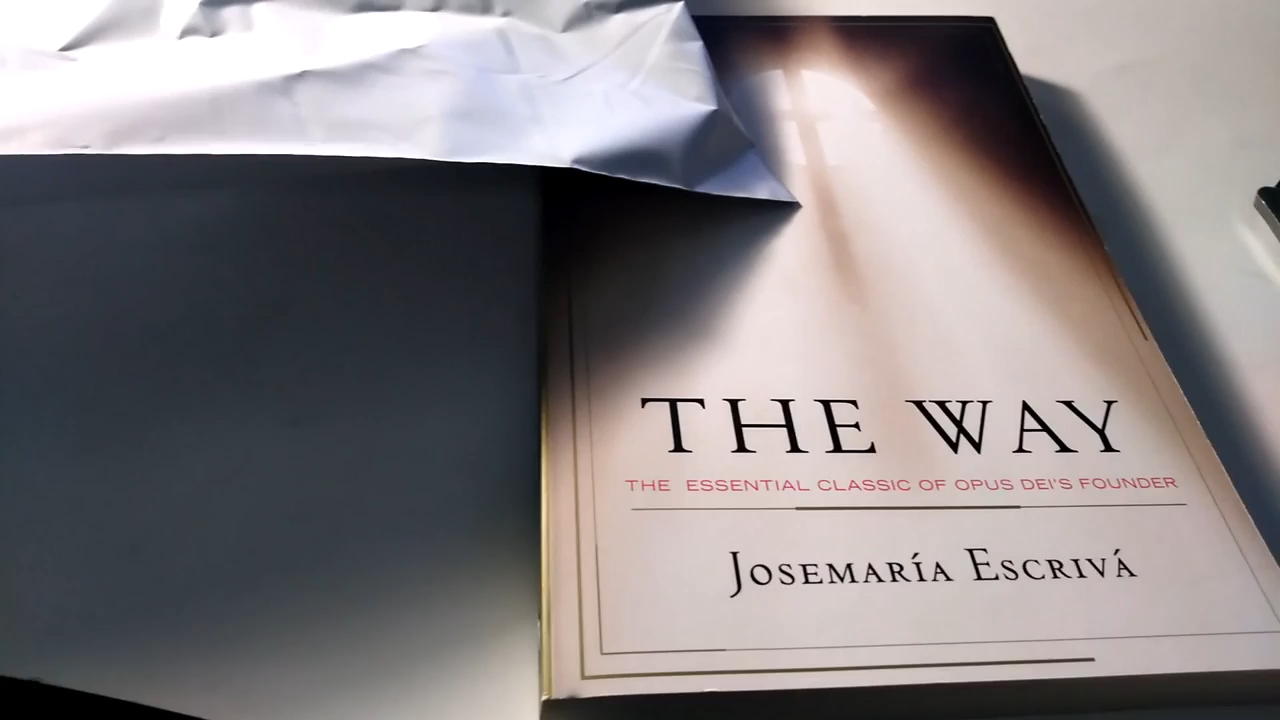 THE WAY
THE ESSENTIAL CLASSIC OF OPUS DEI'S FOUNDER
JOSEMARÍA ESCRIVÁ